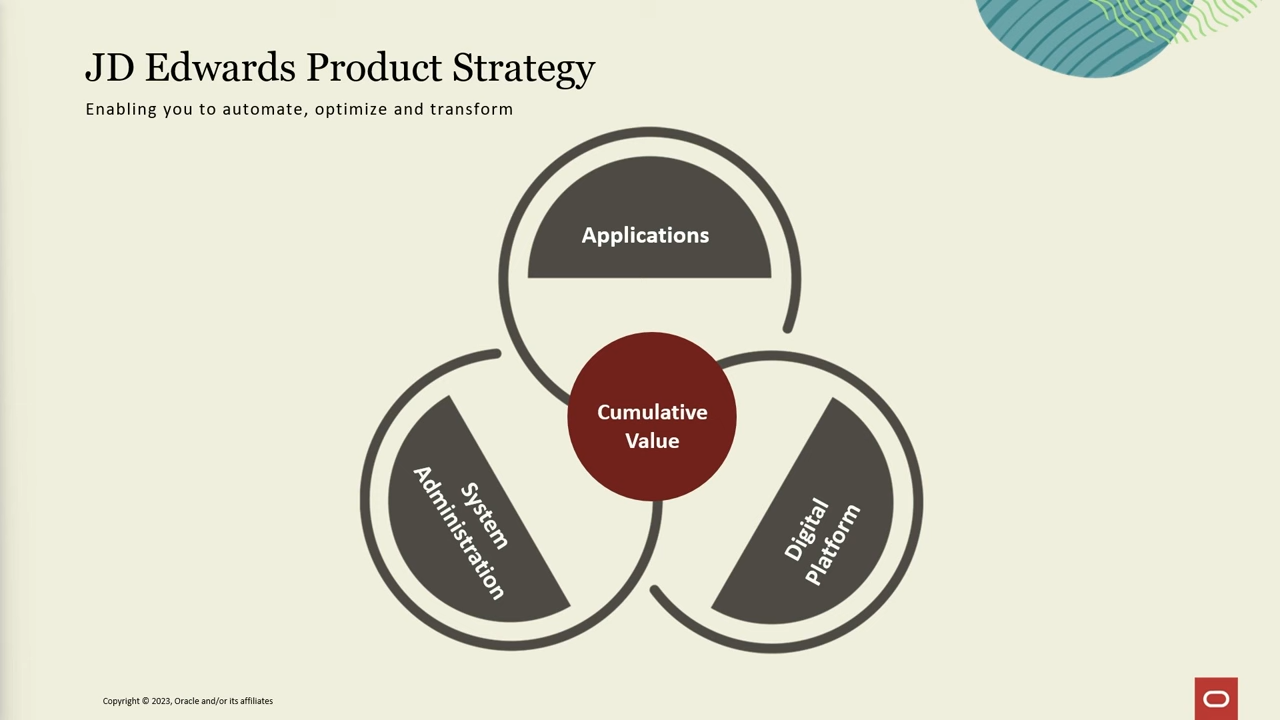 JD Edwards Product Strategy
Enabling you to automate, optimize and transform
Applications
Cumulative
Value
System
Administration
Digital
Platform
Copyright © 2023, Oracle and/or its affiliates